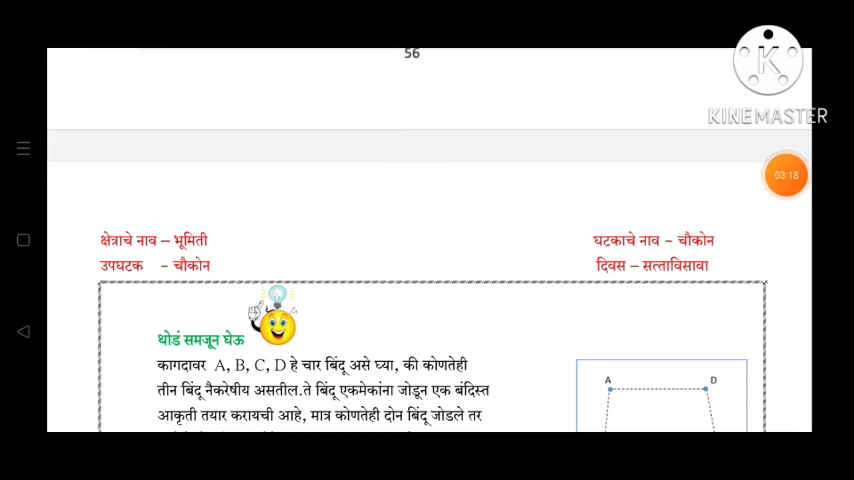 56
KINEMASTER
03:18
क्षेत्राचे नाव – भूमिती
घटकाचे नाव - चौकोन
उपघटक - चौकोन
दिवस – सत्ताविसावा
थोडं समजून घेऊ
कागदावर A, B, C, D हे चार बिंदू असे घ्या, की कोणतेही
तीन बिंदू नैकरेषीय असतील.ते बिंदू एकमेकांना जोडून एक बंदिस्त
आकृती तयार करायची आहे, मात्र कोणतेही दोन बिंदू जोडले तर
A
D